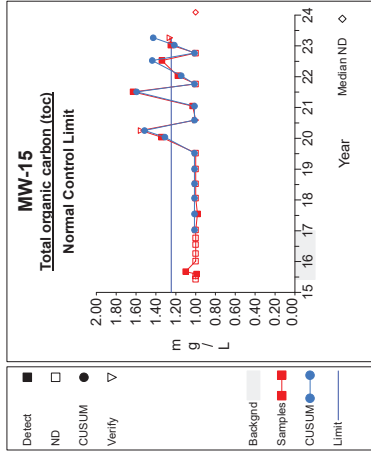 MW-15
Total organic carbon (toc)
Normal Control Limit
m
g
/
L
2.00
1.80
1.60
1.40
1.20
1.00
0.80
0.60
0.40
0.20
0.00
15
16
17
18
19
20
21
22
23
24
Year
Median ND
Detect
ND
CUSUM
Verify
Backgnd
Samples
CUSUM
Limit